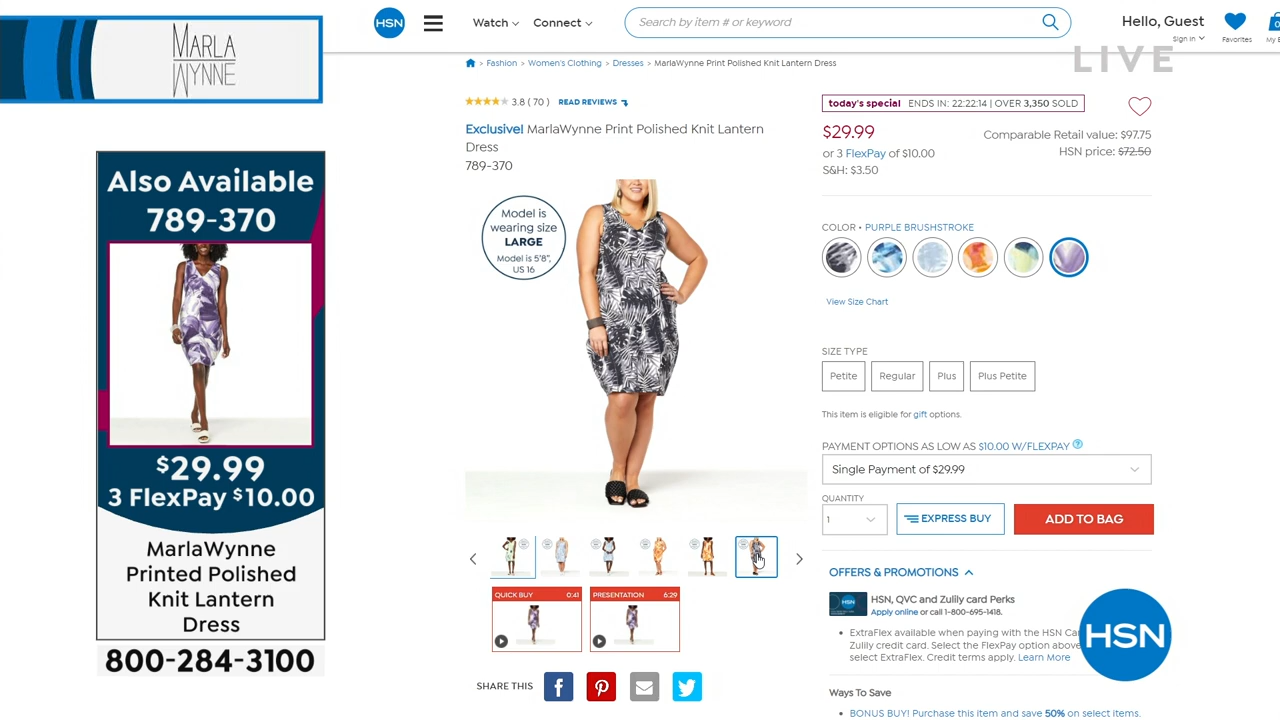 MARLA
WYNNE
Also Available
789-370
$29.99
3 FlexPay $10.00
MarlaWynne
Printed Polished
Knit Lantern
Dress
800-284-3100
HSN
Watch
Connect
Search by item # or keyword
Hello, Guest
Sign In
Favorites
0
LIVE
Fashion > Women's Clothing > Dresses > MarlaWynne Print Polished Knit Lantern Dress
3.8 ( 70 ) READ REVIEWS
Exclusive! MarlaWynne Print Polished Knit Lantern
Dress
789-370
Model is
wearing size
LARGE
Model is 5'8",
US 16
QUICK BUY 0:41
PRESENTATION 6:29
SHARE THIS
today's special ENDS IN: 22:22:14 | OVER 3,350 SOLD
$29.99
Comparable Retail value: $97.75
or 3 FlexPay of $10.00
HSN price: $72.50
S&H: $3.50
COLOR • PURPLE BRUSHSTROKE
View Size Chart
SIZE TYPE
Petite
Regular
Plus
Plus Petite
This item is eligible for gift options.
PAYMENT OPTIONS AS LOW AS $10.00 W/FLEXPAY ?
Single Payment of $29.99
QUANTITY
1
EXPRESS BUY
ADD TO BAG
OFFERS & PROMOTIONS
HSN, QVC and Zulily card Perks
Apply online or call 1-800-695-1418.
• ExtraFlex available when paying with the HSN
Zulily credit card. Select the FlexPay option above
select ExtraFlex. Credit terms apply. Learn More
HSN
Ways To Save
• BONUS BUY! Purchase this item and save 50% on select items.